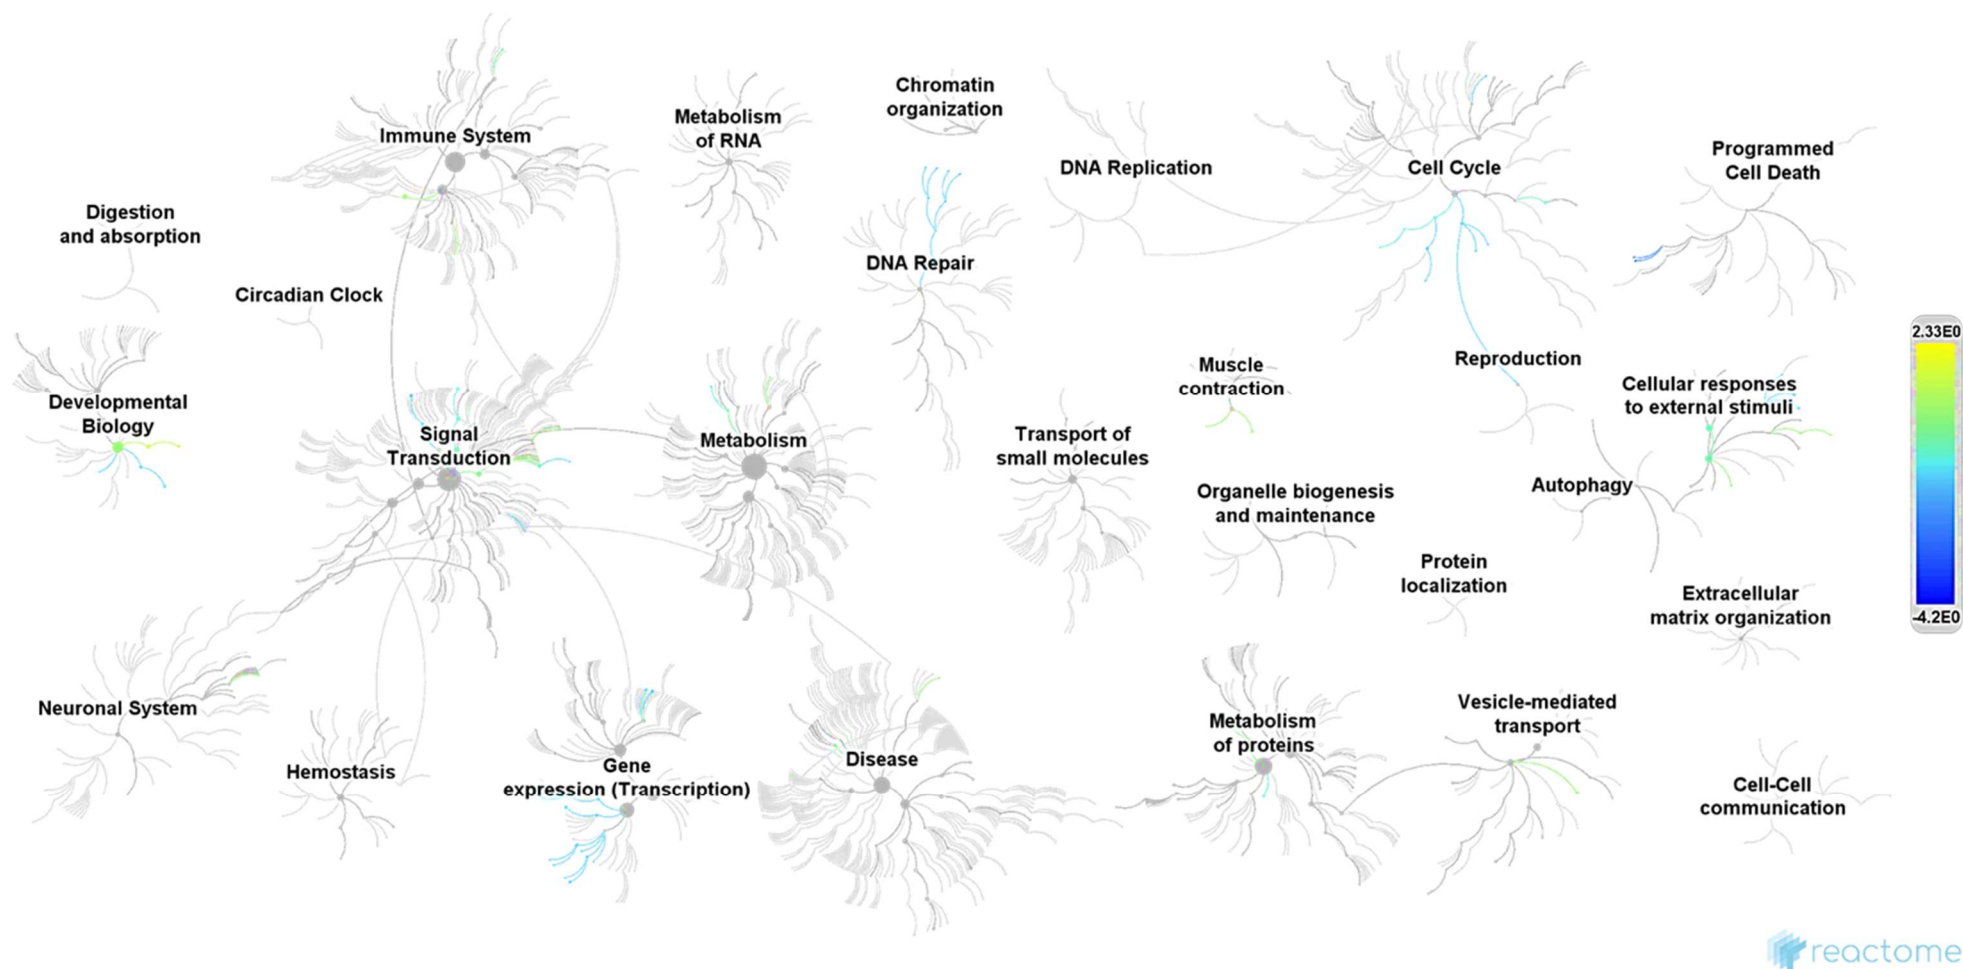 Immune System
Metabolism
of RNA
Chromatin
organization
DNA Replication
Cell Cycle
Programmed
Cell Death
Digestion
and absorption
Circadian Clock
DNA Repair
Developmental
Biology
Signal
Transduction
Metabolism
Transport of
small molecules
Muscle
contraction
Reproduction
Cellular responses
to external stimuli
2.33E0
-4.2E0
Organelle biogenesis
and maintenance
Autophagy
Protein
localization
Extracellular
matrix organization
Neuronal System
Hemostasis
Gene
expression (Transcription)
Disease
Metabolism
of proteins
Vesicle-mediated
transport
Cell-Cell
communication
reactome